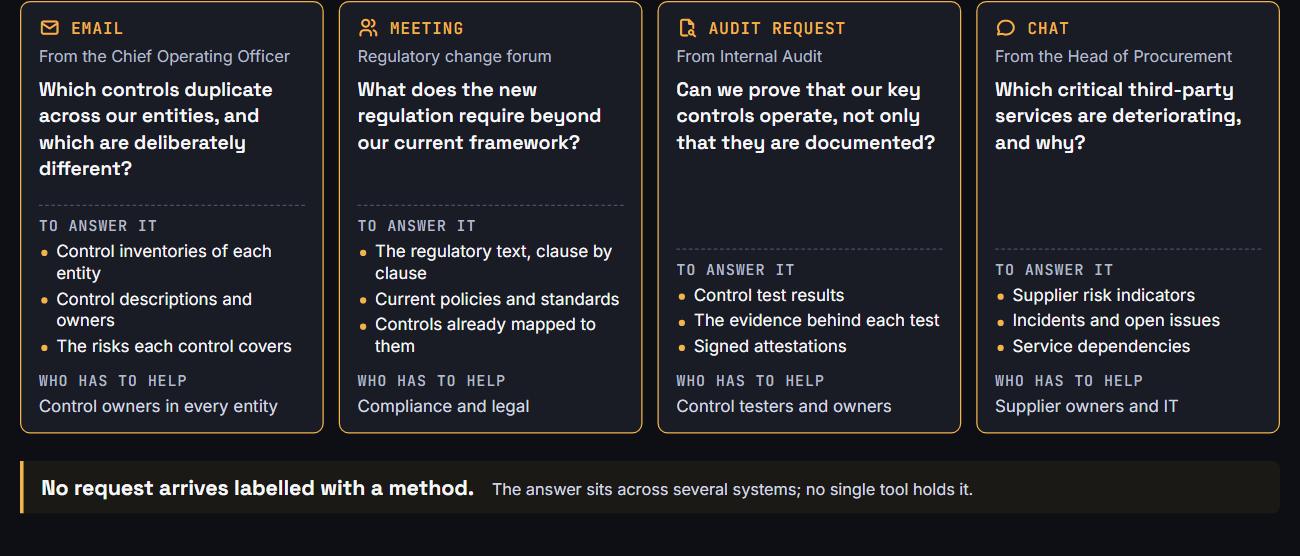 EMAIL
From the Chief Operating Officer
Which controls duplicate
across our entities, and
which are deliberately
different?
TO ANSWER IT
Control inventories of each
entity
Control descriptions and
owners
The risks each control covers
WHO HAS TO HELP
Control owners in every entity
MEETING
Regulatory change forum
What does the new
regulation require beyond
our current framework?
TO ANSWER IT
The regulatory text, clause by
clause
Current policies and standards
Controls already mapped to
them
WHO HAS TO HELP
Compliance and legal
AUDIT REQUEST
From Internal Audit
Can we prove that our key
controls operate, not only
that they are documented?
TO ANSWER IT
Control test results
The evidence behind each test
Signed attestations
WHO HAS TO HELP
Control testers and owners
CHAT
From the Head of Procurement
Which critical third-party
services are deteriorating,
and why?
TO ANSWER IT
Supplier risk indicators
Incidents and open issues
Service dependencies
WHO HAS TO HELP
Supplier owners and IT
No request arrives labelled with a method. The answer sits across several systems; no single tool holds it.